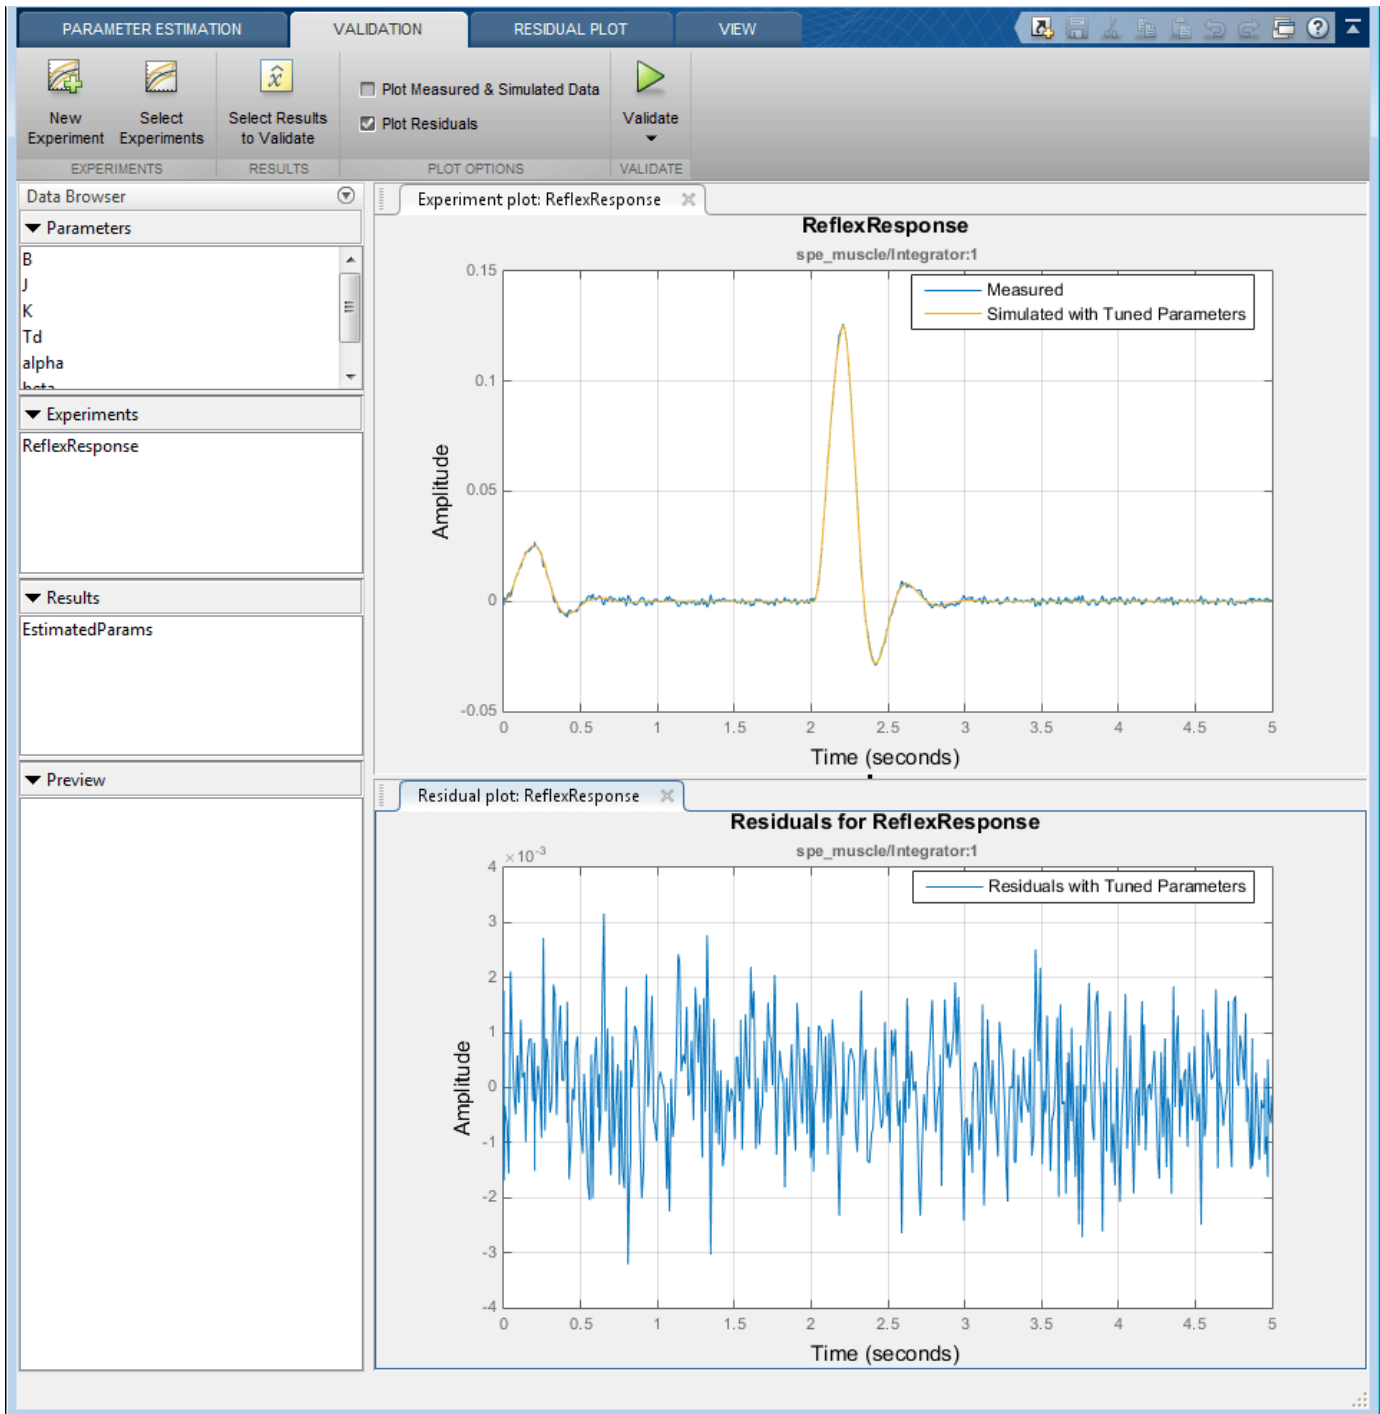 PARAMETER ESTIMATION VALIDATION RESIDUAL PLOT VIEW
Plot Measured & Simulated Data
Plot Residuals
New Experiment
Select Experiments
Select Results to Validate
Validate
EXPERIMENTS RESULTS PLOT OPTIONS VALIDATE
Data Browser
Parameters
B
J
K
Td
alpha
beta
Experiments
ReflexResponse
Results
EstimatedParams
Preview
Experiment plot: ReflexResponse
ReflexResponse
spe_muscle/Integrator:1
Measured
Simulated with Tuned Parameters
Amplitude
0.15
0.1
0.05
0
-0.05
0 0.5 1 1.5 2 2.5 3 3.5 4 4.5 5
Time (seconds)
Residual plot: ReflexResponse
Residuals for ReflexResponse
spe_muscle/Integrator:1
×10-3
Residuals with Tuned Parameters
Amplitude
4
3
2
1
0
-1
-2
-3
-4
0 0.5 1 1.5 2 2.5 3 3.5 4 4.5 5
Time (seconds)